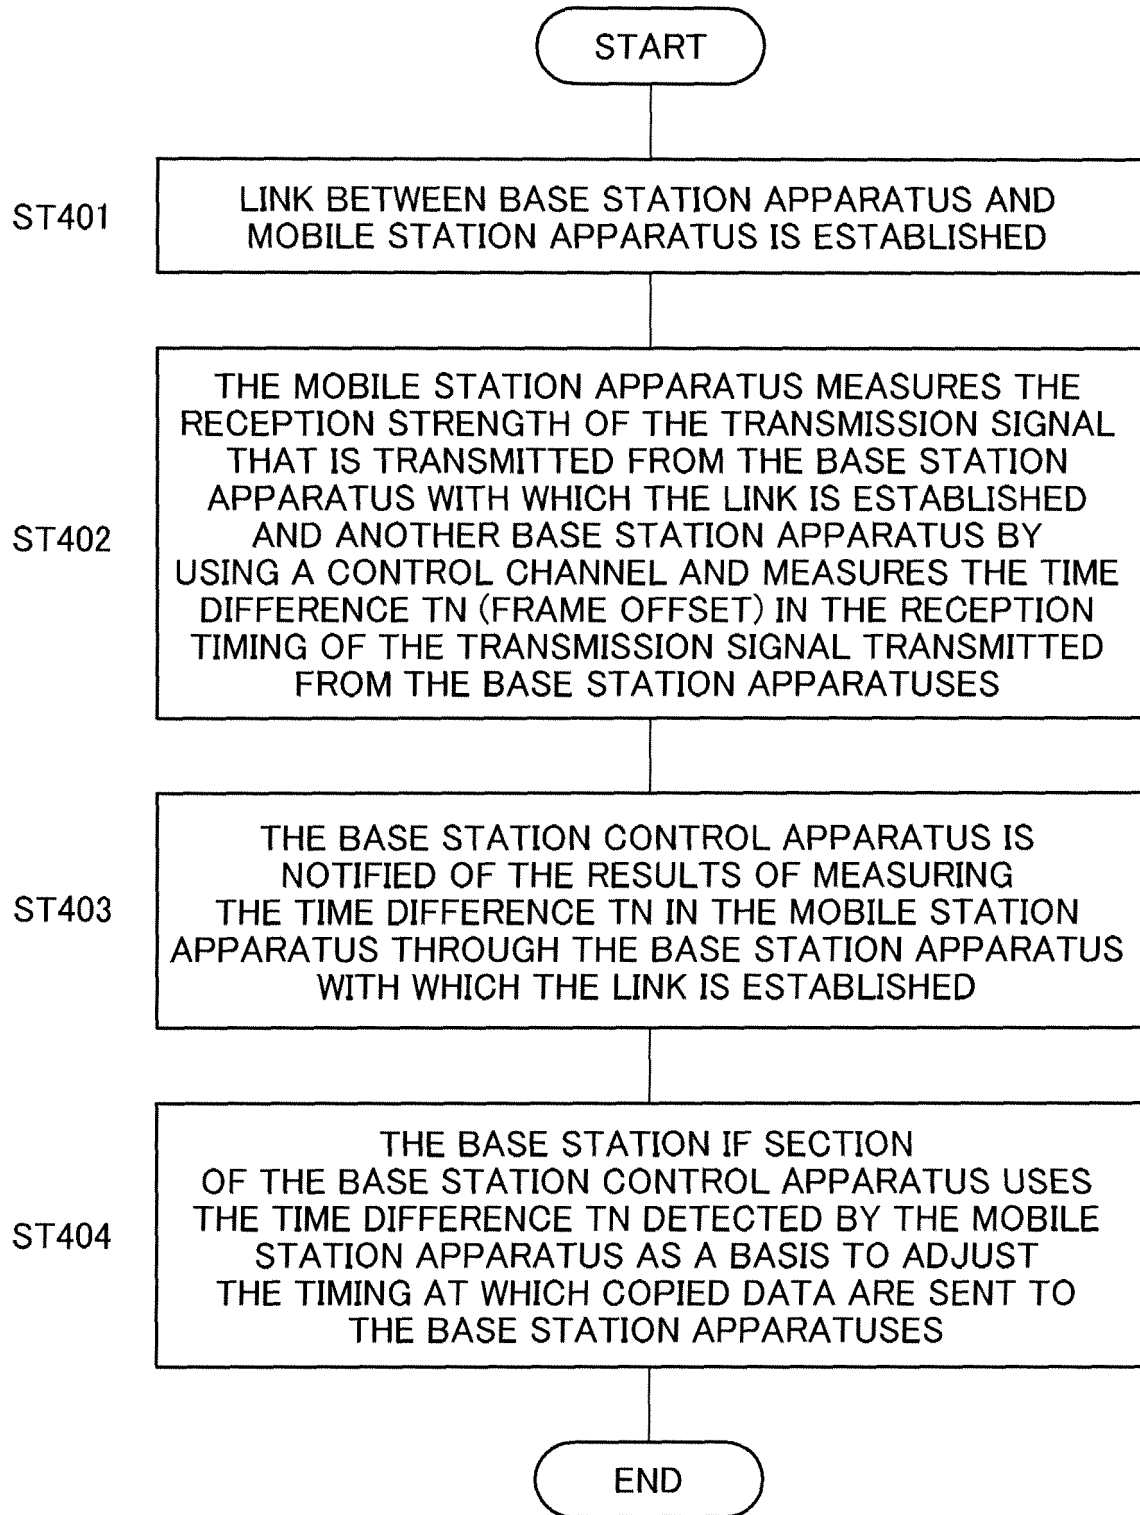 START
ST401
LINK BETWEEN BASE STATION APPARATUS AND
MOBILE STATION APPARATUS IS ESTABLISHED
ST402
THE MOBILE STATION APPARATUS MEASURES THE
RECEPTION STRENGTH OF THE TRANSMISSION SIGNAL
THAT IS TRANSMITTED FROM THE BASE STATION
APPARATUS WITH WHICH THE LINK IS ESTABLISHED
AND ANOTHER BASE STATION APPARATUS BY
USING A CONTROL CHANNEL AND MEASURES THE TIME
DIFFERENCE TN (FRAME OFFSET) IN THE RECEPTION
TIMING OF THE TRANSMISSION SIGNAL TRANSMITTED
FROM THE BASE STATION APPARATUSES
ST403
THE BASE STATION CONTROL APPARATUS IS
NOTIFIED OF THE RESULTS OF MEASURING
THE TIME DIFFERENCE TN IN THE MOBILE STATION
APPARATUS THROUGH THE BASE STATION APPARATUS
WITH WHICH THE LINK IS ESTABLISHED
ST404
THE BASE STATION IF SECTION
OF THE BASE STATION CONTROL APPARATUS USES
THE TIME DIFFERENCE TN DETECTED BY THE MOBILE
STATION APPARATUS AS A BASIS TO ADJUST
THE TIMING AT WHICH COPIED DATA ARE SENT TO
THE BASE STATION APPARATUSES
END